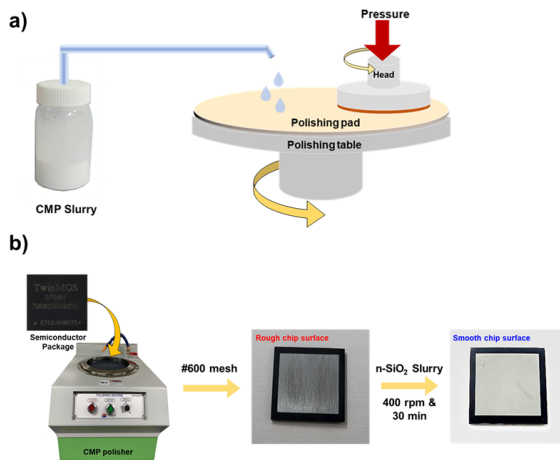 a)
Pressure
Head
Polishing pad
Polishing table
CMP Slurry
b)
TwinMOS
Semiconductor
Package
#600 mesh
Rough chip surface
n-SiO₂ Slurry
400 rpm &
30 min
Smooth chip surface
CMP polisher